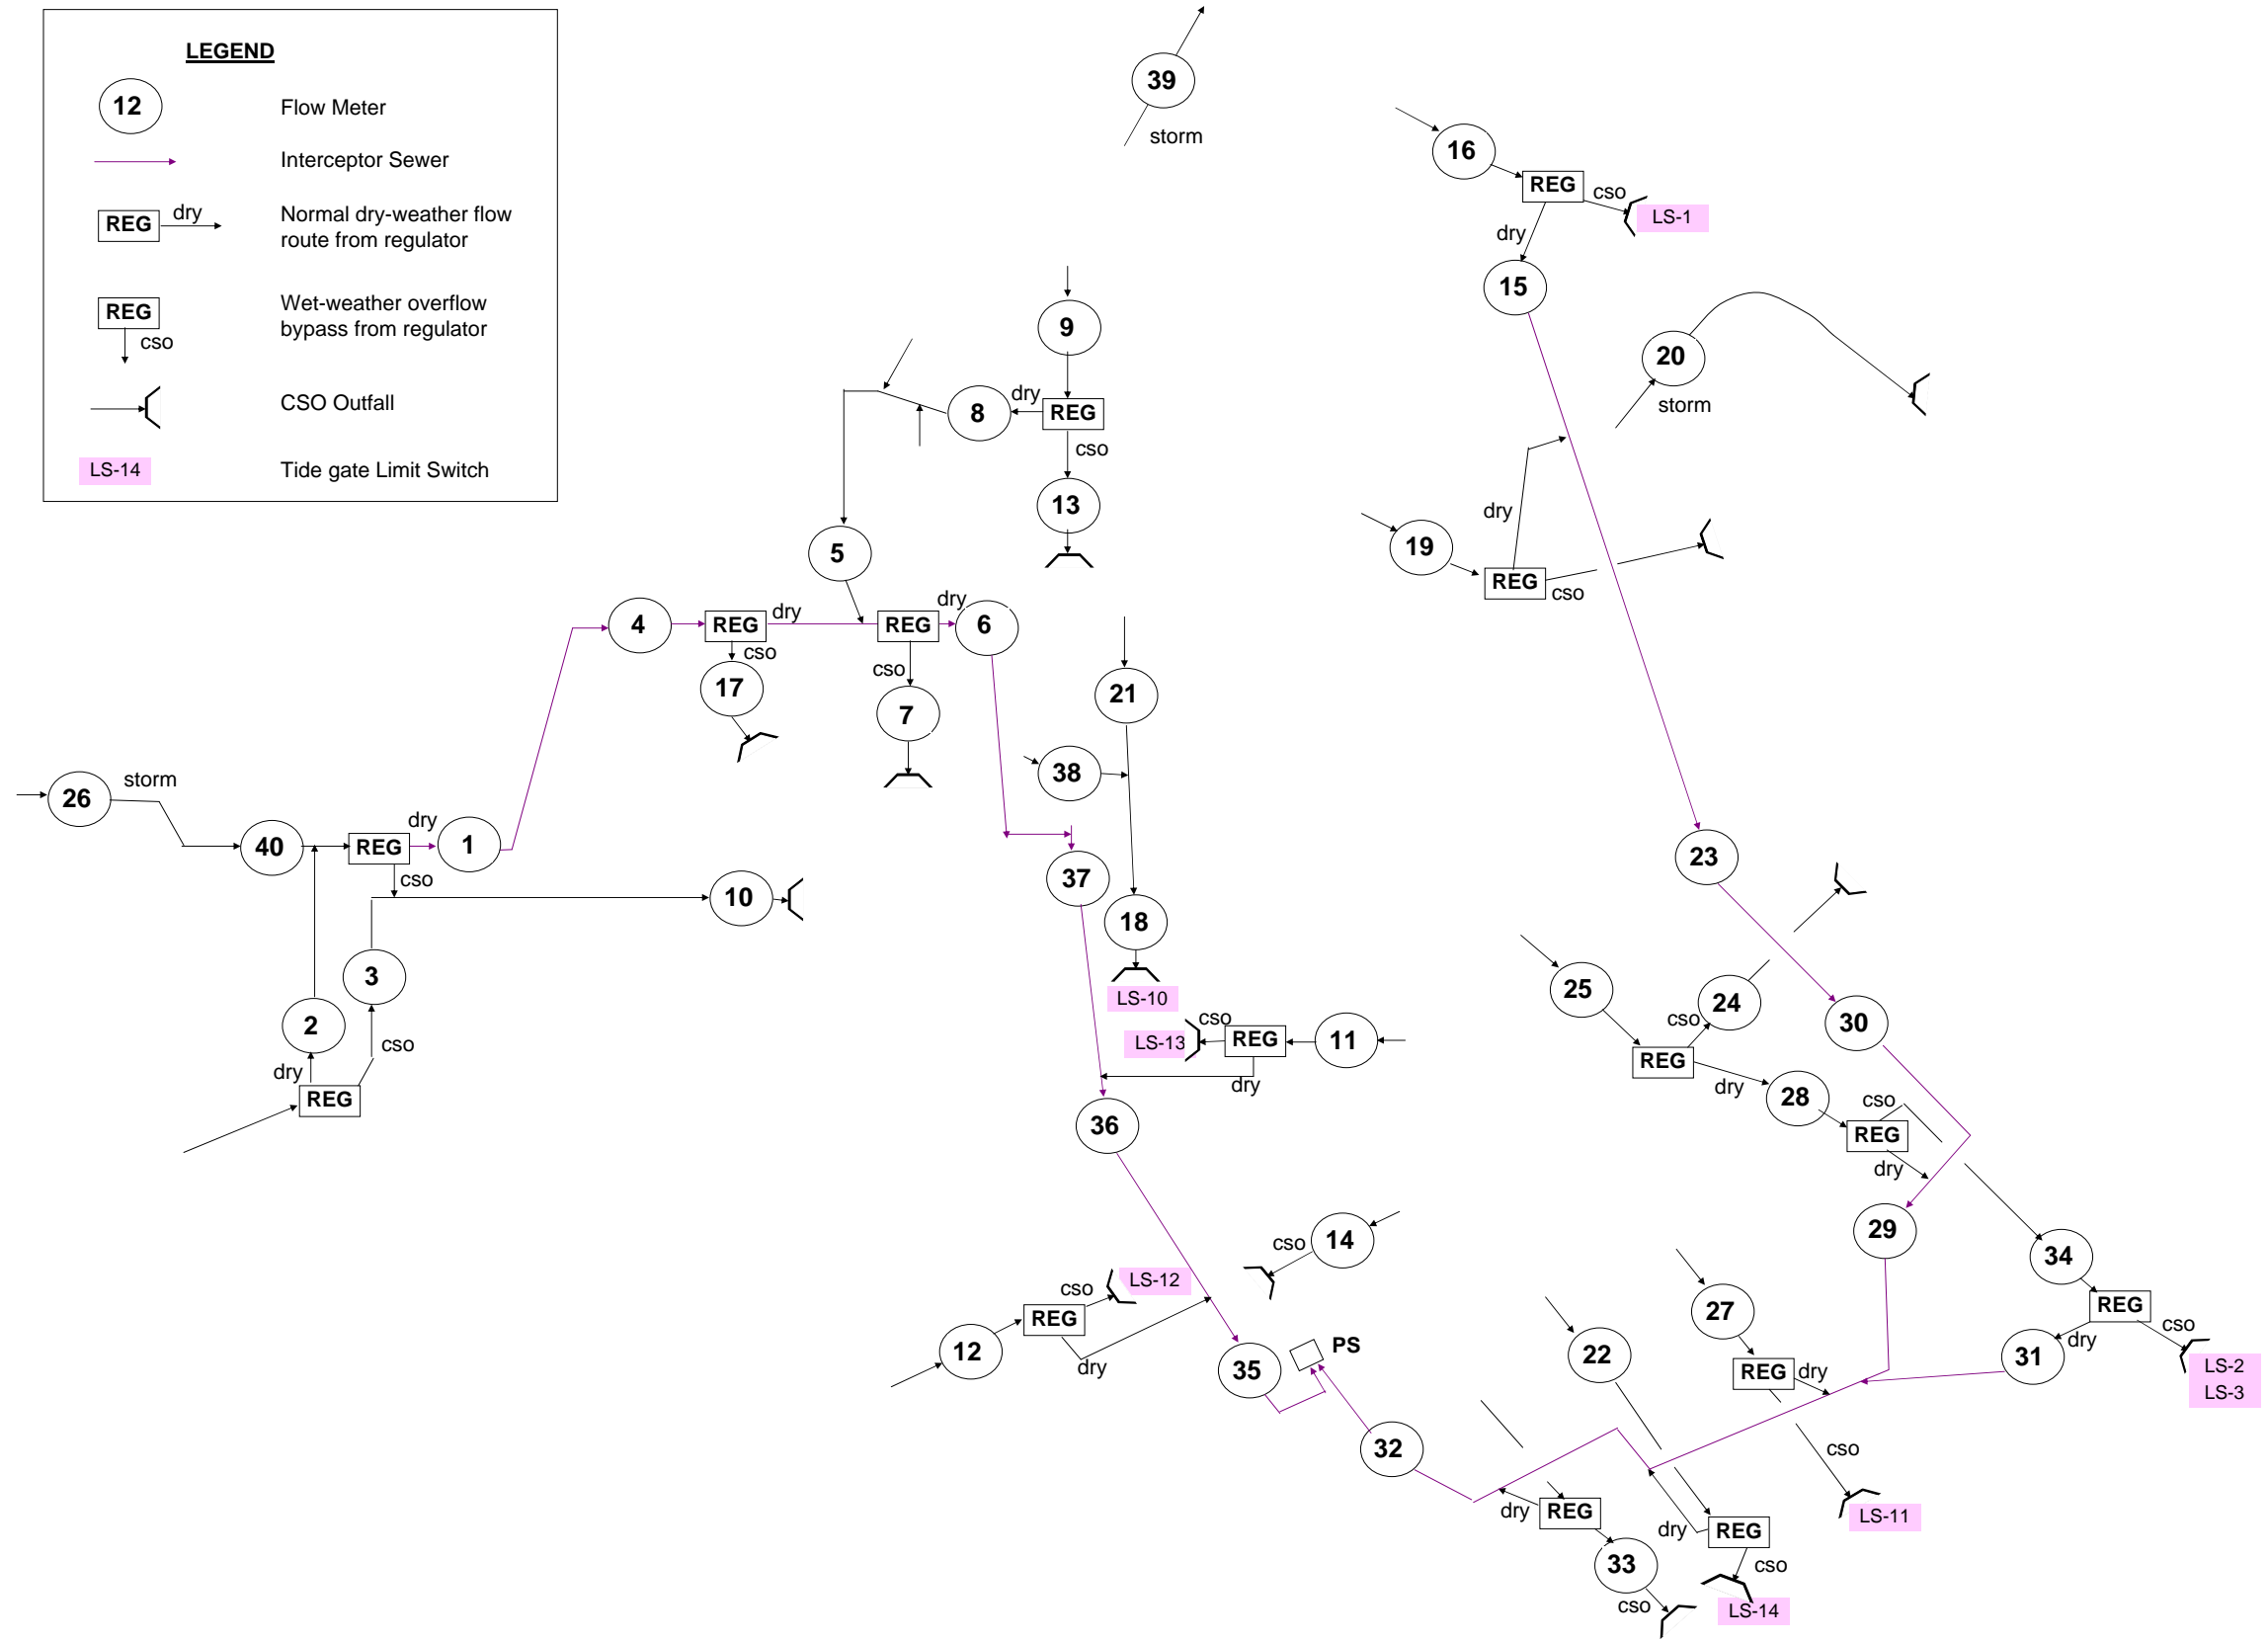 LEGEND
12
Flow Meter
Interceptor Sewer
REG
dry
Normal dry-weather flow
route from regulator
REG
cso
Wet-weather overflow
bypass from regulator
CSO Outfall
LS-14
Tide gate Limit Switch
39
storm
16
REG
cso
LS-1
dry
15
20
storm
9
dry
8
REG
cso
13
5
19
dry
REG
cso
4
REG
dry
REG
dry
6
cso
17
cso
7
21
38
26
storm
40
REG
dry
1
cso
10
37
18
LS-10
23
3
2
cso
dry
REG
25
24
cso
REG
dry
30
LS-13
cso
REG
11
dry
28
cso
REG
dry
36
29
14
cso
34
REG
cso
dry
31
LS-2
LS-3
LS-12
cso
REG
12
dry
35
PS
27
22
REG
dry
cso
LS-11
32
dry
REG
33
cso
dry
REG
cso
LS-14